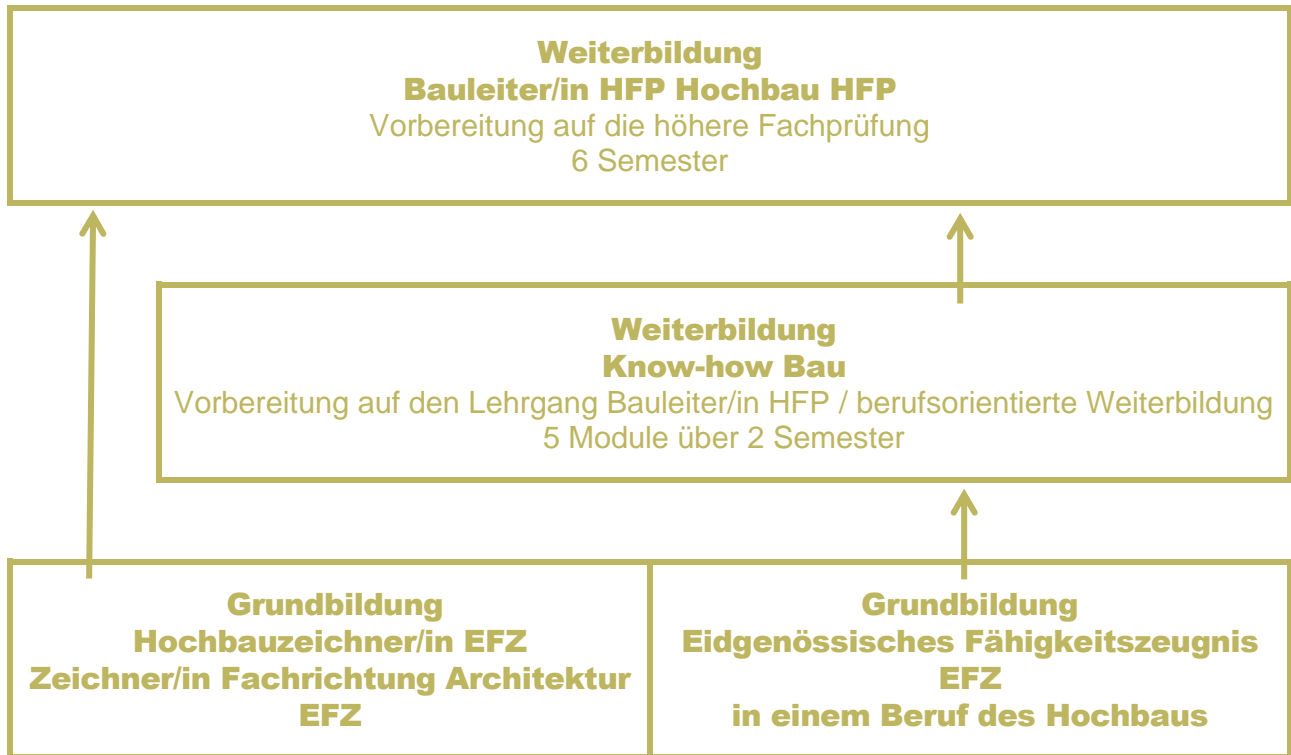 Weiterbildung
Bauleiter/in HFP Hochbau HFP
Vorbereitung auf die höhere Fachprüfung
6 Semester
Weiterbildung
Know-how Bau
Vorbereitung auf den Lehrgang Bauleiter/in HFP / berufsorientierte Weiterbildung
5 Module über 2 Semester
Grundbildung
Hochbauzeichner/in EFZ
Zeichner/in Fachrichtung Architektur
EFZ
Grundbildung
Eidgenössisches Fähigkeitszeugnis
EFZ
in einem Beruf des Hochbaus